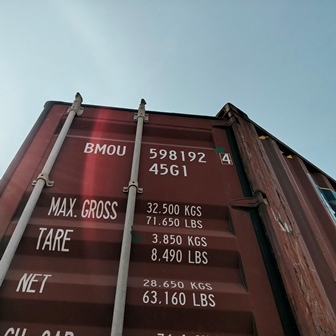 BMOU 598192 4
45G1
MAX. GROSS 32.500 KGS
71.650 LBS
TARE 3.850 KGS
8.490 LBS
NET 28.650 KGS
63.160 LBS